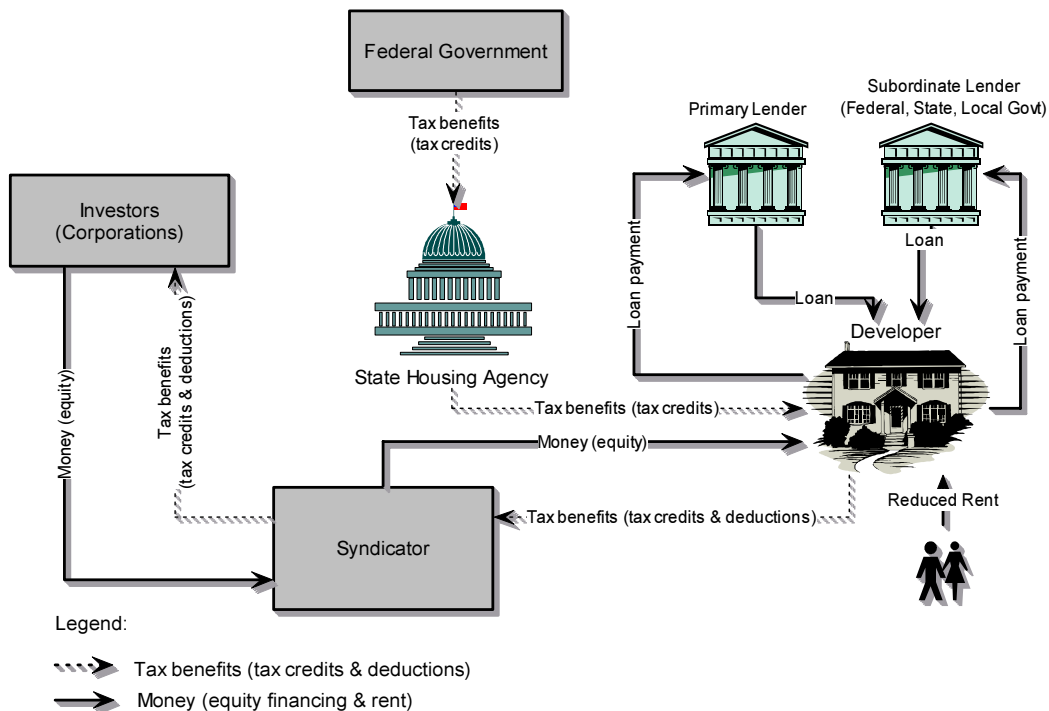 Federal Government
Tax benefits
(tax credits)
Primary Lender
Subordinate Lender
(Federal, State, Local Govt)
Investors
(Corporations)
Loan payment
Loan
Loan
Loan payment
Developer
Money (equity)
Tax benefits
(tax credits & deductions)
State Housing Agency
Tax benefits (tax credits)
Money (equity)
Tax benefits (tax credits & deductions)
Reduced Rent
Syndicator
Legend:
Tax benefits (tax credits & deductions)
Money (equity financing & rent)